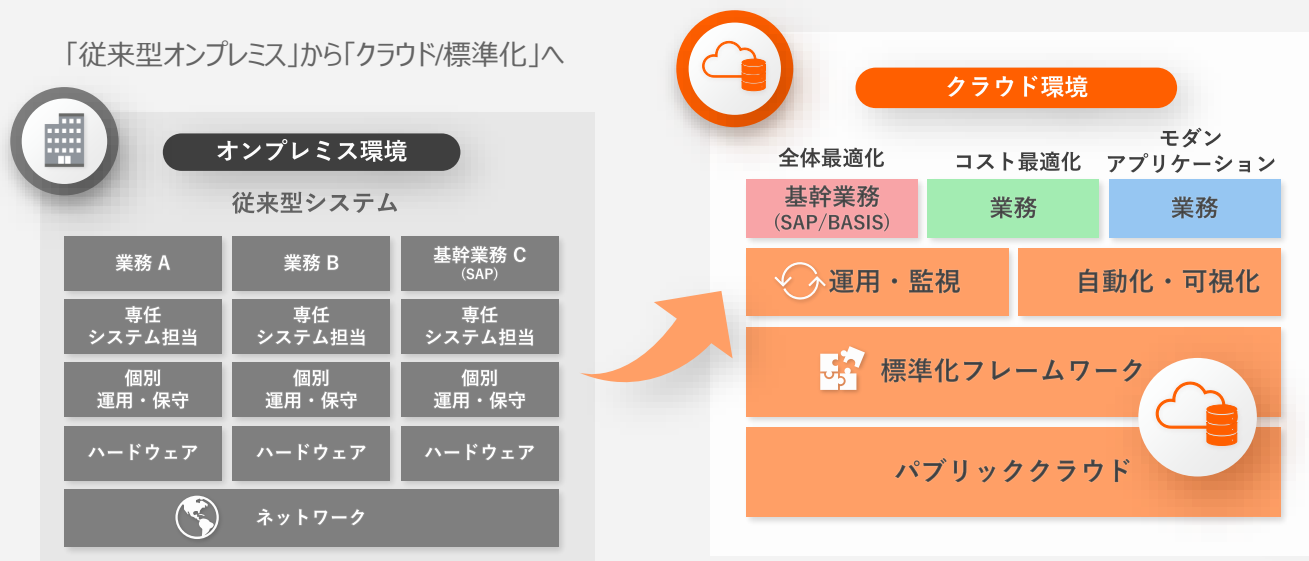 「従来型オンプレミス」から「クラウド/標準化」へ
オンプレミス環境
従来型システム
業務 A
業務 B
基幹業務 C
(SAP)
専任
システム担当
専任
システム担当
専任
システム担当
個別
運用・保守
個別
運用・保守
個別
運用・保守
ハードウェア
ハードウェア
ハードウェア
ネットワーク
クラウド環境
全体最適化
コスト最適化
モダン
アプリケーション
基幹業務
(SAP/BASIS)
業務
業務
運用・監視
自動化・可視化
標準化フレームワーク
パブリッククラウド